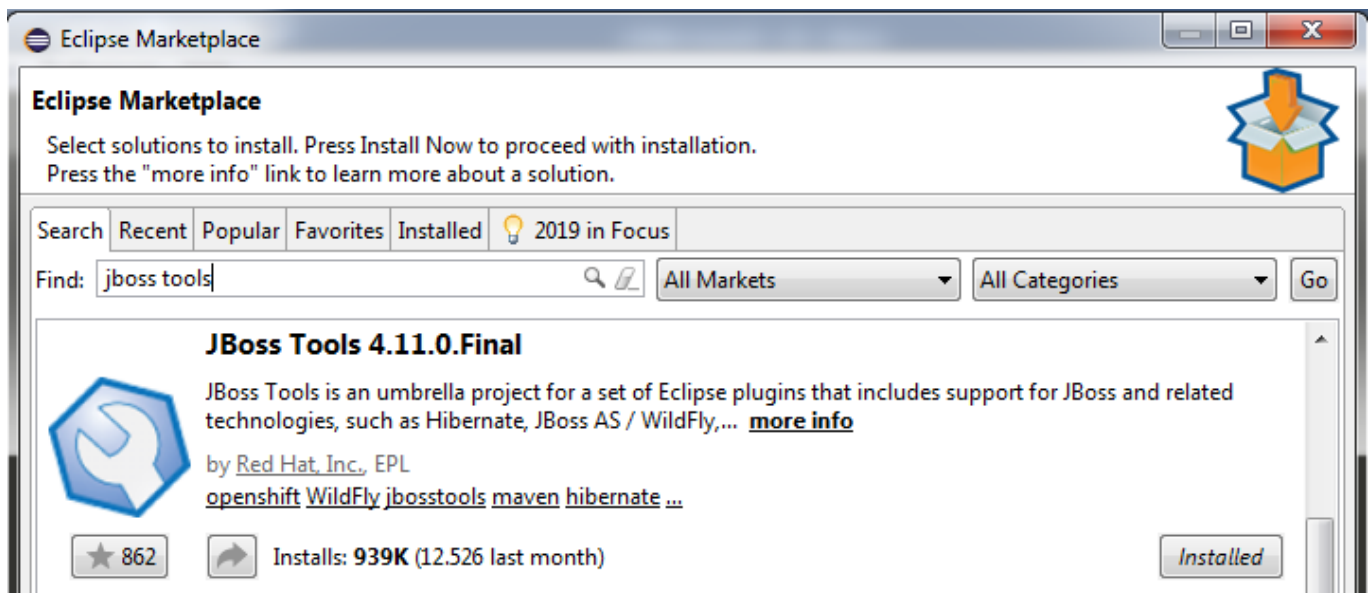 Eclipse Marketplace
Eclipse Marketplace
Select solutions to install. Press Install Now to proceed with installation.
Press the "more info" link to learn more about a solution.
Search Recent Popular Favorites Installed 2019 in Focus
Find: jboss tools All Markets All Categories Go
JBoss Tools 4.11.0.Final
JBoss Tools is an umbrella project for a set of Eclipse plugins that includes support for JBoss and related
technologies, such as Hibernate, JBoss AS / WildFly,... more info
by Red Hat, Inc., EPL
openshift WildFly jbosstools maven hibernate ...
862 Installs: 939K (12.526 last month) Installed